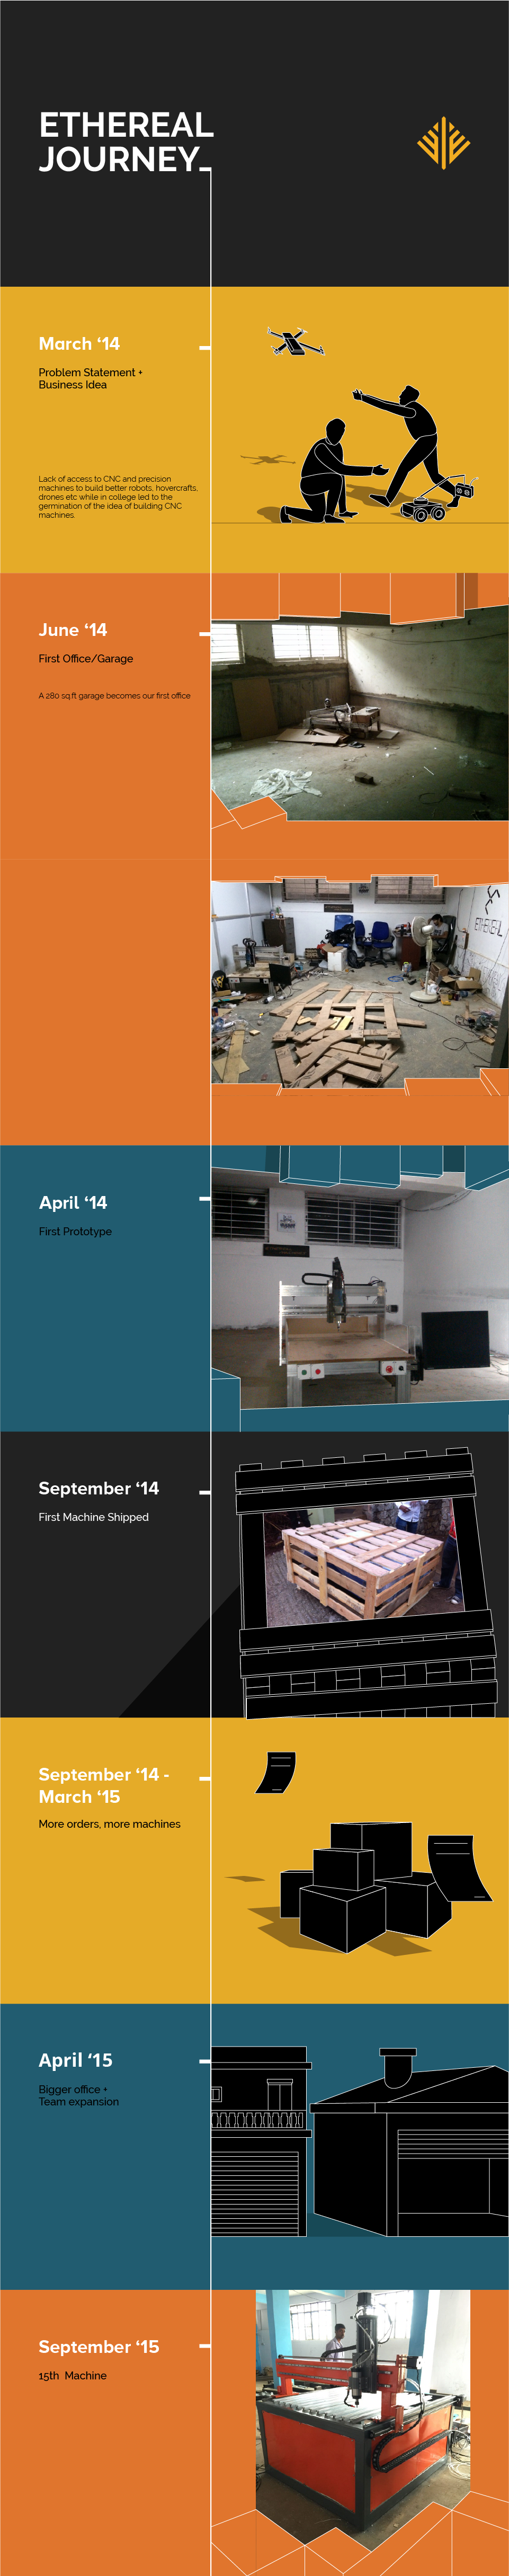 ETHEREAL
JOURNEY
March ‘14
Problem Statement +
Business Idea
Lack of access to CNC and precision
machines to build better robots, hovercrafts,
drones etc while in college led to the
germination of the idea of building CNC
machines.
June ‘14
First Office/Garage
A 280 sq.ft garage becomes our first office
April ‘14
First Prototype
September ‘14
First Machine Shipped
September ‘14 -
March ‘15
More orders, more machines
April ‘15
Bigger office +
Team expansion
September ‘15
15th Machine